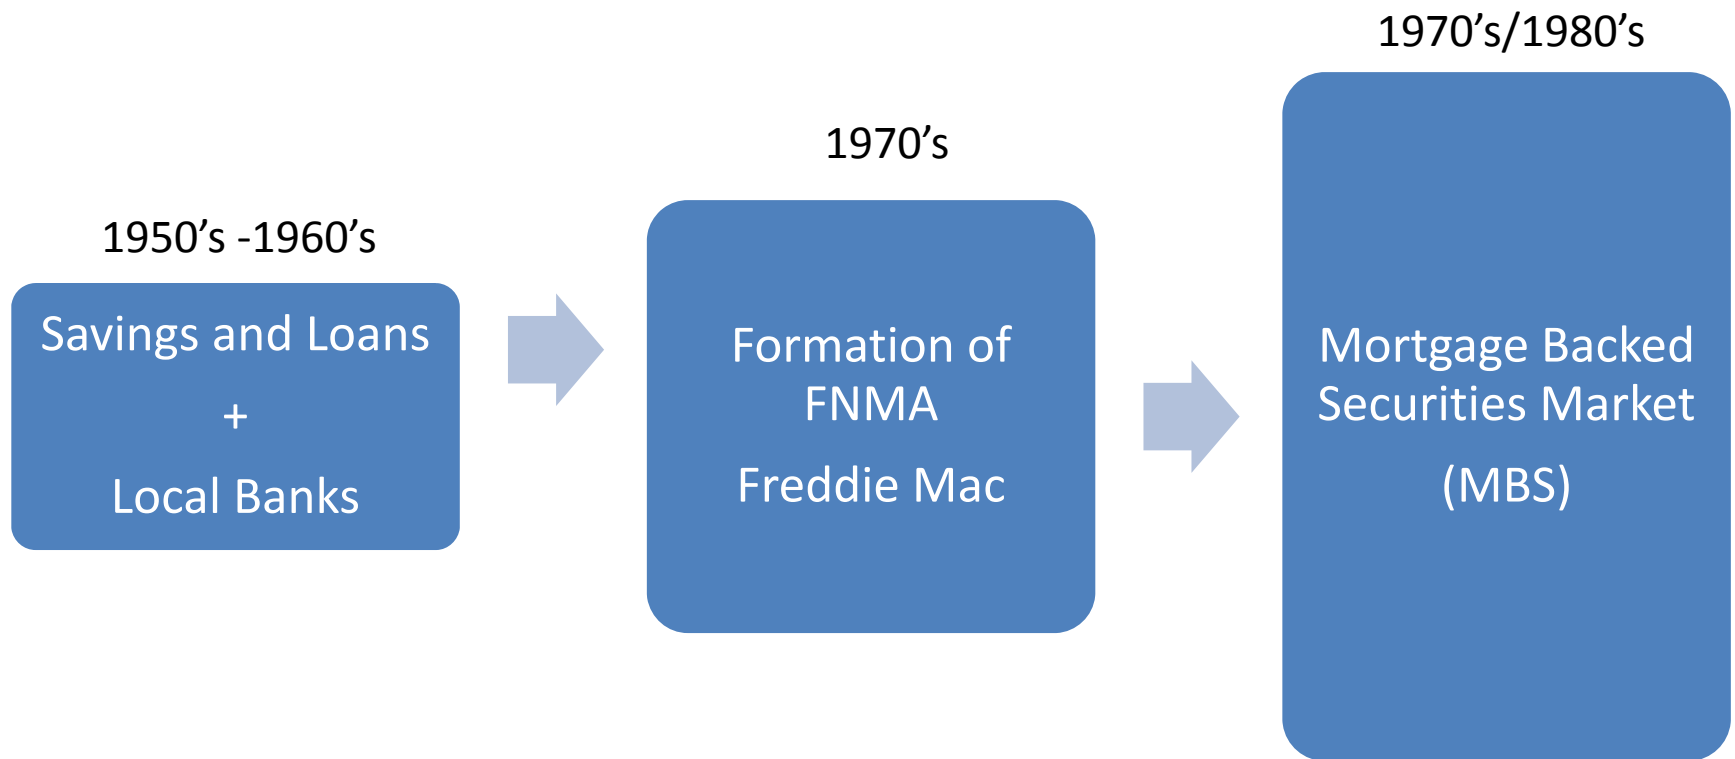 1950’s -1960’s
Savings and Loans
+
Local Banks
1970’s
Formation of
FNMA
Freddie Mac
1970’s/1980’s
Mortgage Backed
Securities Market
(MBS)